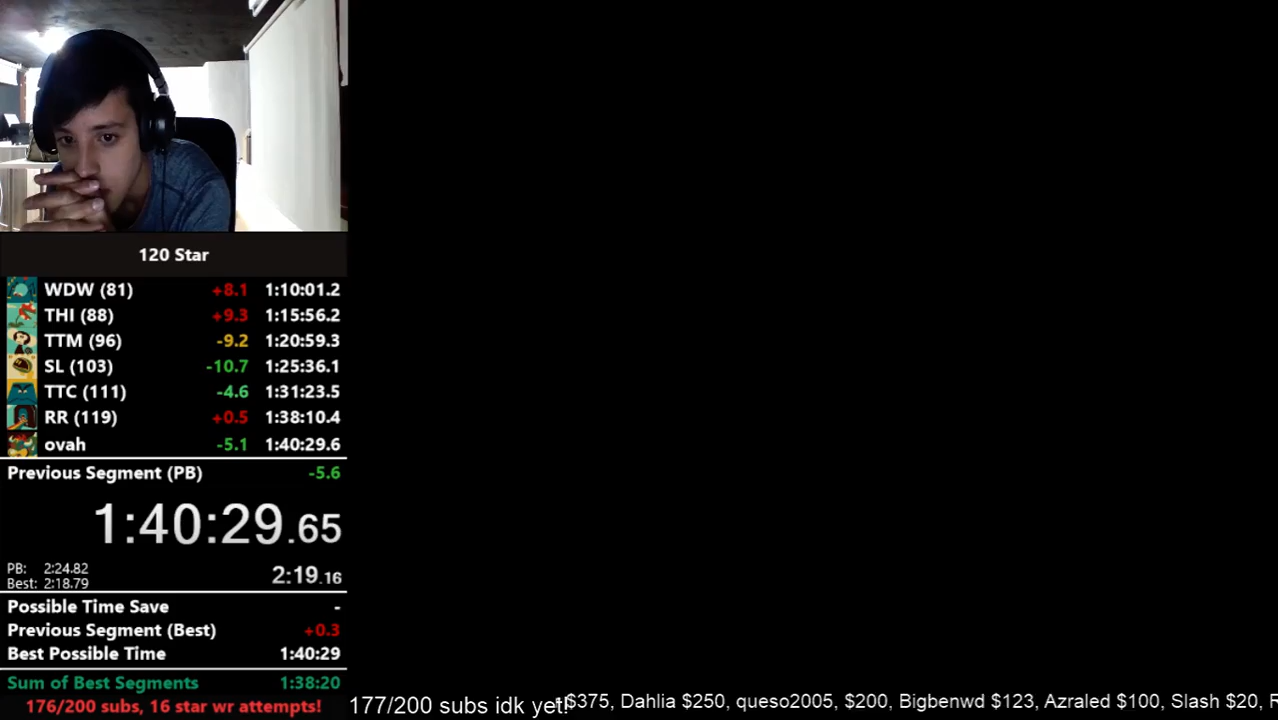 120 Star
WDW (81) +8.1 1:10:01.2
THI (88) +9.3 1:15:56.2
TTM (96) -9.2 1:20:59.3
SL (103) -10.7 1:25:36.1
TTC (111) -4.6 1:31:23.5
RR (119) +0.5 1:38:10.4
ovah -5.1 1:40:29.6
Previous Segment (PB) -5.6
1:40:29.65
PB: 2:24.82
Best: 2:18.79
2:19.16
Possible Time Save -
Previous Segment (Best) +0.3
Best Possible Time 1:40:29
Sum of Best Segments 1:38:20
176/200 subs, 16 star wr attempts!
177/200 subs idk yet!
$375, Dahlia $250, queso2005, $200, Bigbenwd $123, Azraled $100, Slash $20, F